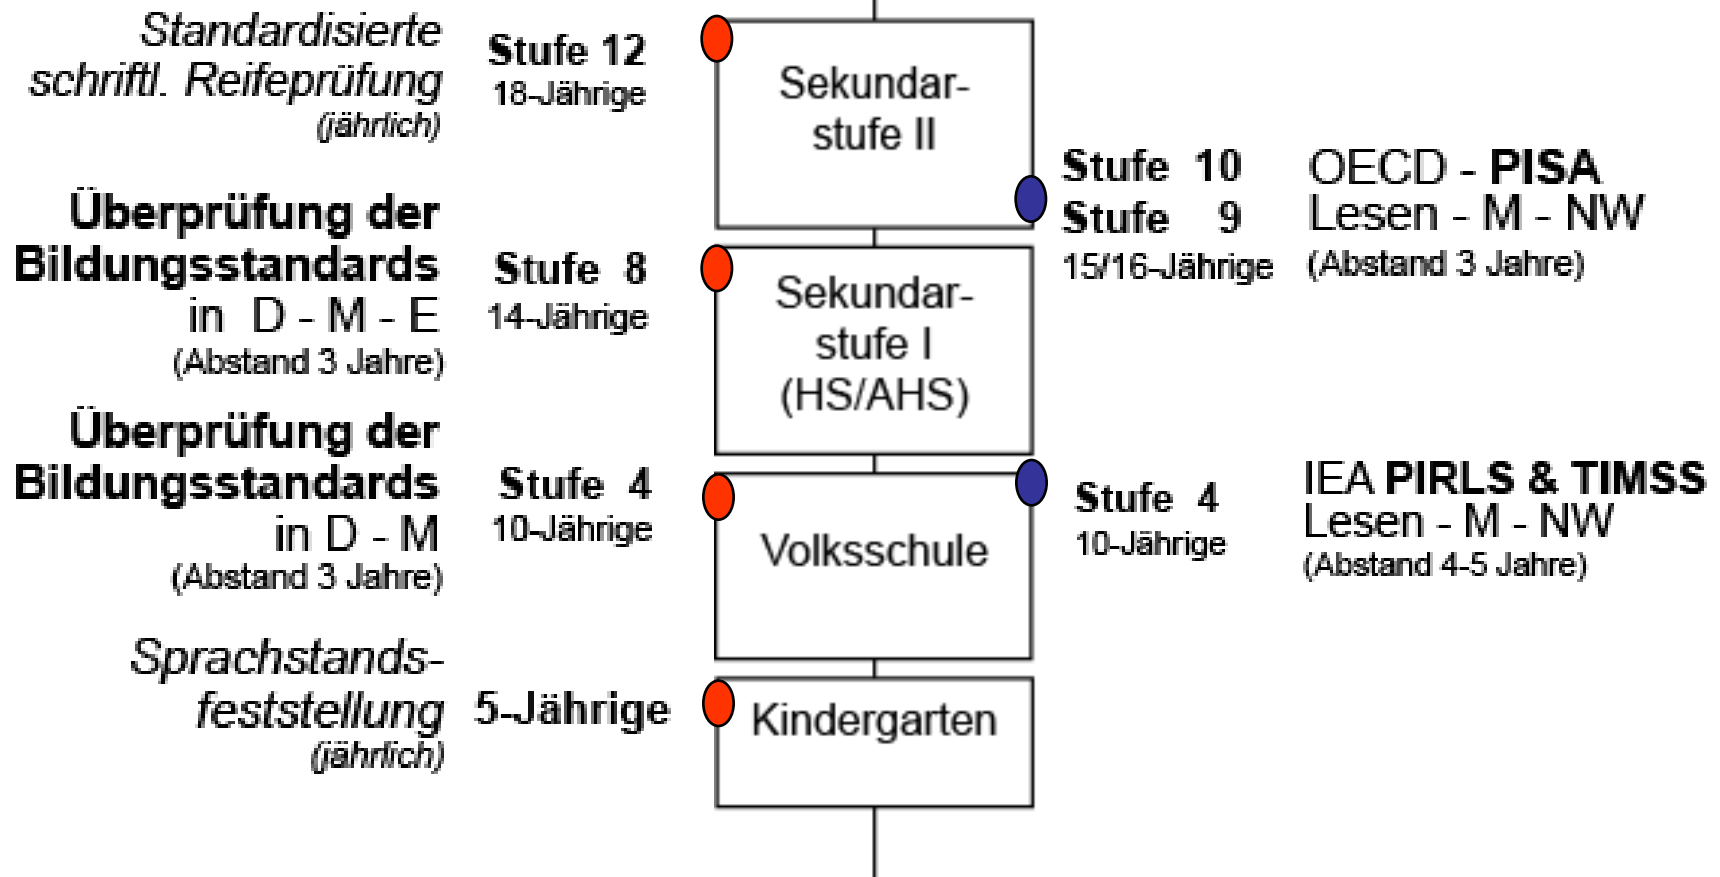 Standardisierte
schriftl. Reifeprüfung
(jährlich)
Stufe 12
18-Jährige
Sekundar-
stufe II
Stufe 10
Stufe 9
15/16-Jährige
OECD - PISA
Lesen - M - NW
(Abstand 3 Jahre)
Überprüfung der
Bildungsstandards
in D - M - E
(Abstand 3 Jahre)
Stufe 8
14-Jährige
Sekundar-
stufe I
(HS/AHS)
Überprüfung der
Bildungsstandards
in D - M
(Abstand 3 Jahre)
Stufe 4
10-Jährige
Volksschule
Stufe 4
10-Jährige
IEA PIRLS & TIMSS
Lesen - M - NW
(Abstand 4-5 Jahre)
Sprachstands-
feststellung
(jährlich)
5-Jährige
Kindergarten